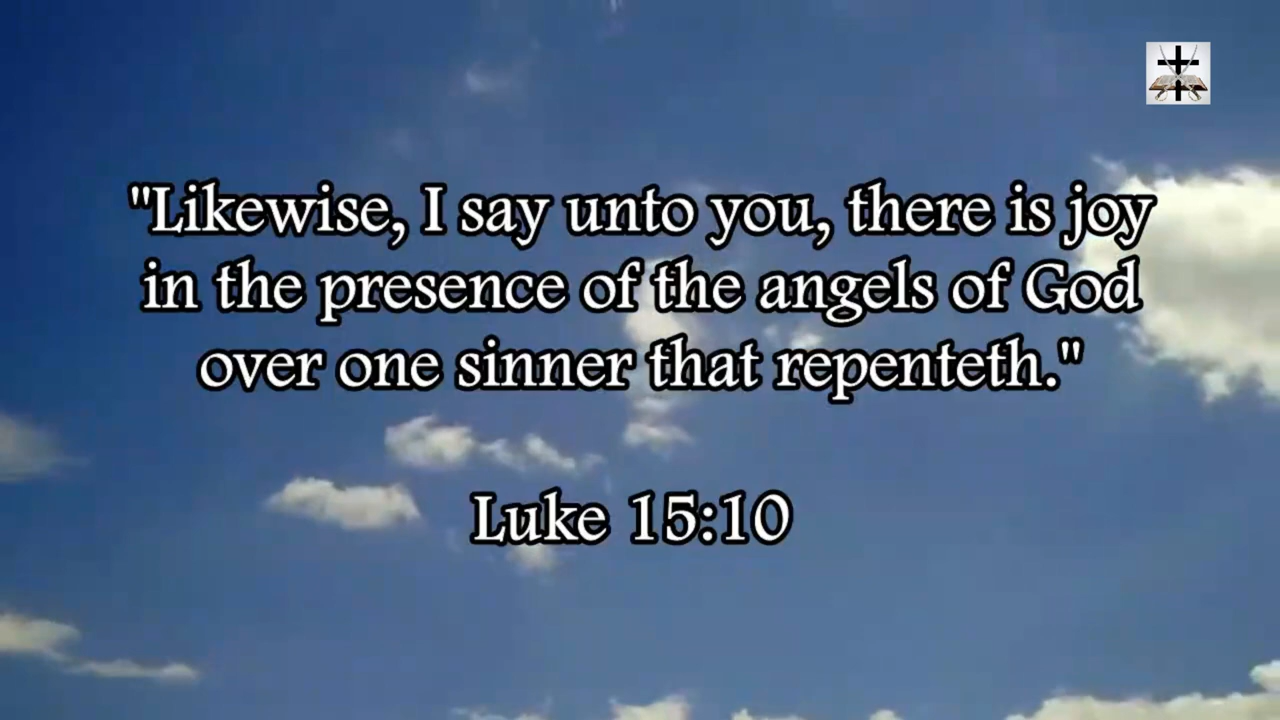 "Likewise, I say unto you, there is joy
in the presence of the angels of God
over one sinner that repenteth."
Luke 15:10